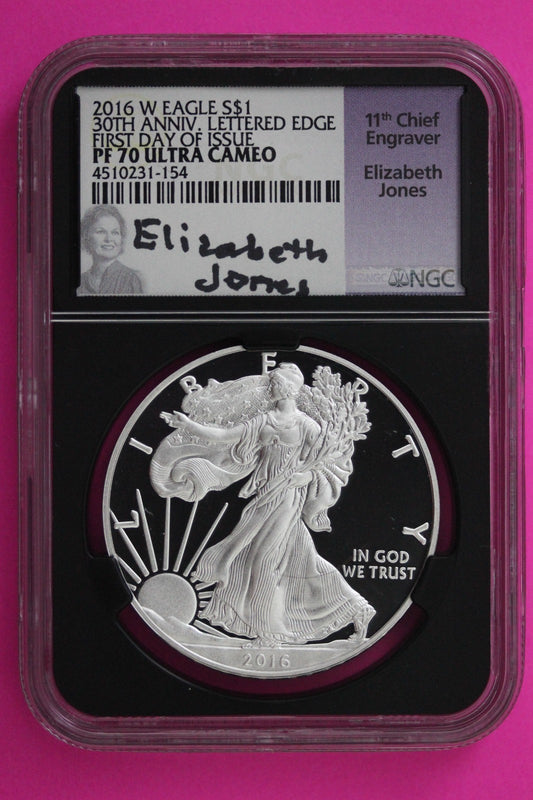 2016 W EAGLE S$1
30TH ANNIV. LETTERED EDGE
FIRST DAY OF ISSUE
PF 70 ULTRA CAMEO
4510231-154
11th Chief
Engraver
Elizabeth
Jones
Elizabeth
Jones
NGC
NGC
LIBERTY
IN GOD
WE TRUST
2016